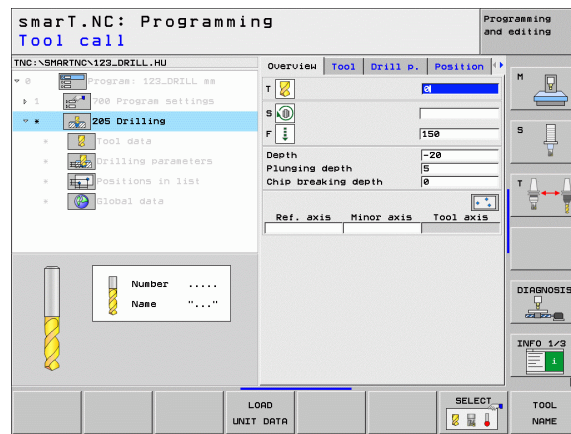 smarT.NC: Programming
Tool call
Programming
and editing
TNC:\SMARTNC\123_DRILL.HU
0 Program: 123_DRILL mm
1 700 Program settings
* 205 Drilling
* Tool data
* Drilling parameters
* Positions in list
* Global data
Overview Tool Drill p. Position
T 0
S
F 150
Depth -20
Plunging depth 5
Chip breaking depth 0
Ref. axis Minor axis Tool axis
Number .....
Name "..."
M
S
T
DIAGNOSIS
INFO 1/3
LOAD
UNIT DATA
SELECT
TOOL
NAME